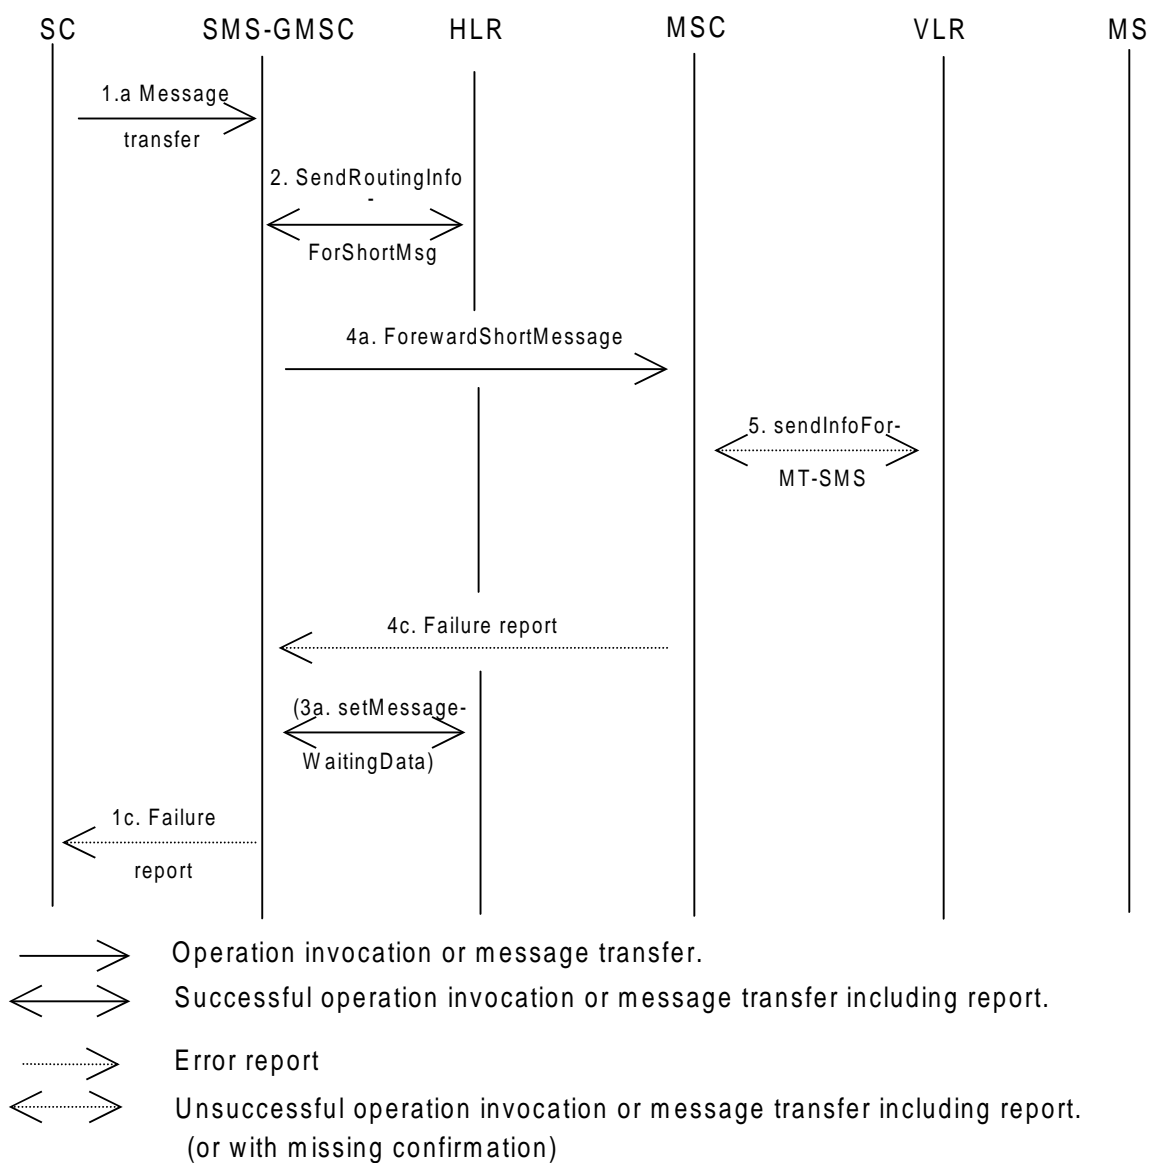 SC SMS-GMSC HLR MSC VLR MS
1.a Message
transfer
2. SendRoutingInfo
-
ForShortMsg
4a. ForewardShortMessage
5. sendInfoFor-
MT-SMS
4c. Failure report
(3a. setMessage-
WaitingData)
1c. Failure
report
Operation invocation or message transfer.
Successful operation invocation or message transfer including report.
Error report
Unsuccessful operation invocation or message transfer including report.
(or with missing confirmation)